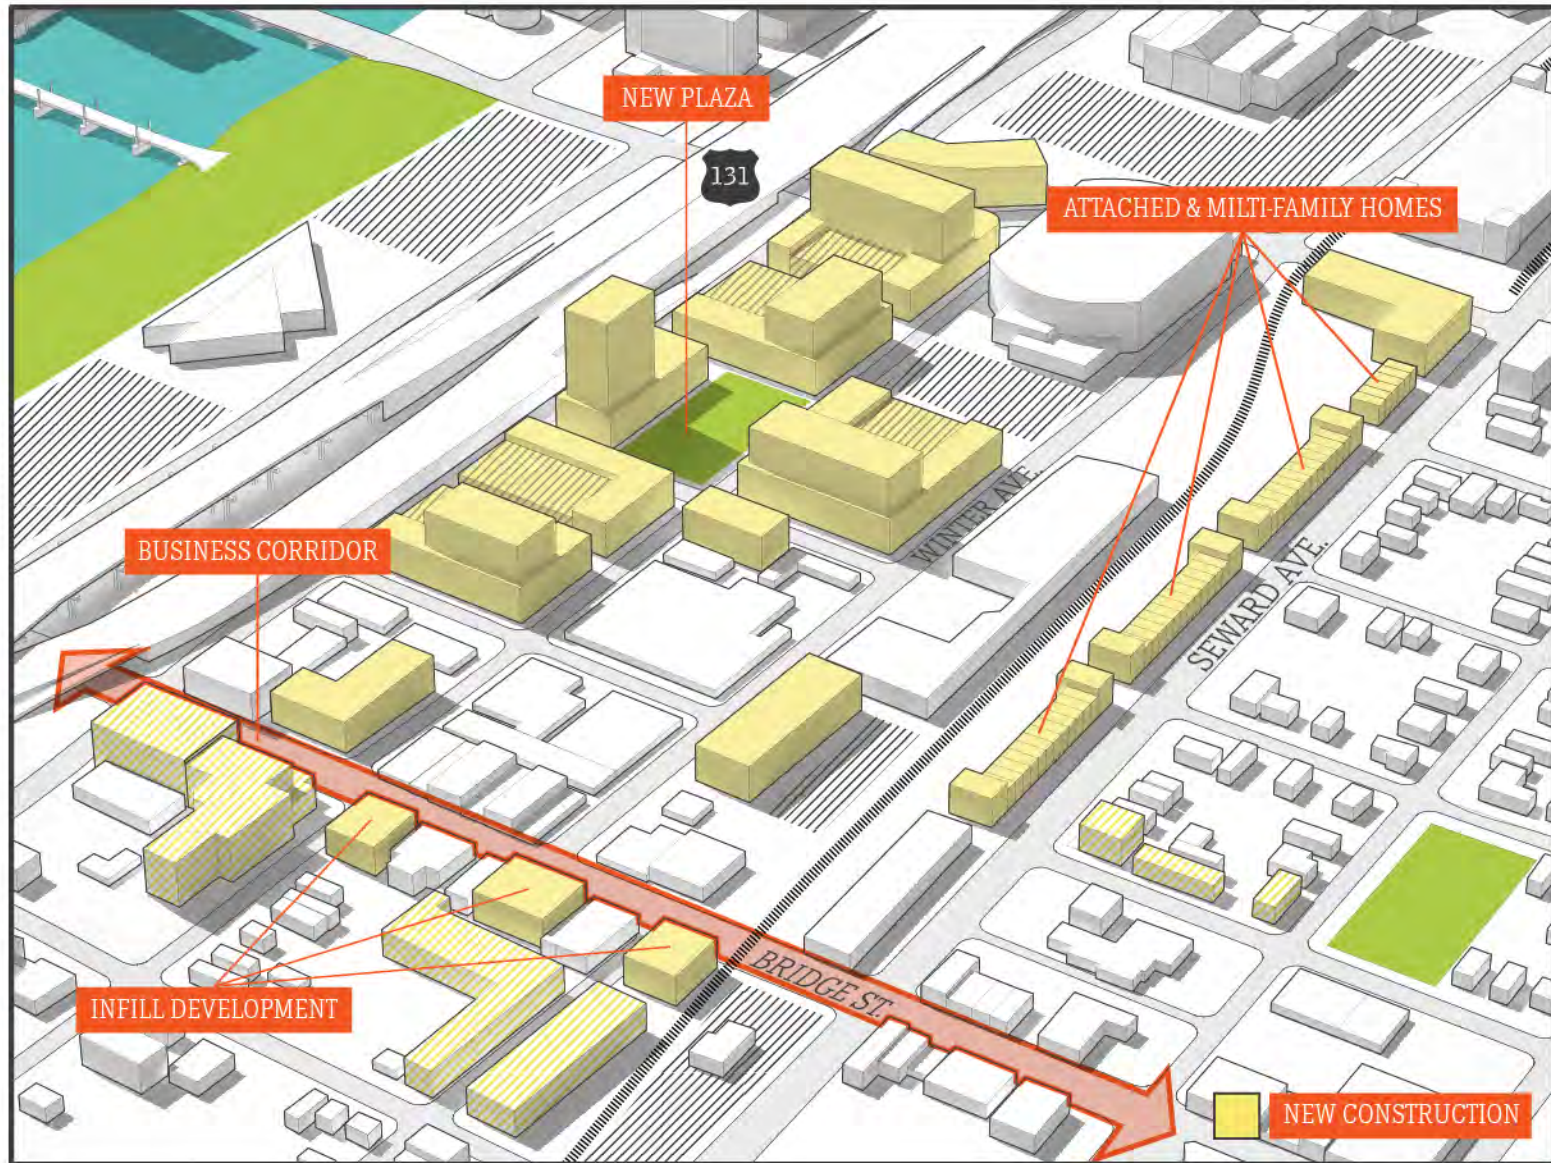 NEW PLAZA
131
ATTACHED & MILTI-FAMILY HOMES
WINTER AVE.
BUSINESS CORRIDOR
SEWARD AVE.
BRIDGE ST.
INFILL DEVELOPMENT
NEW CONSTRUCTION